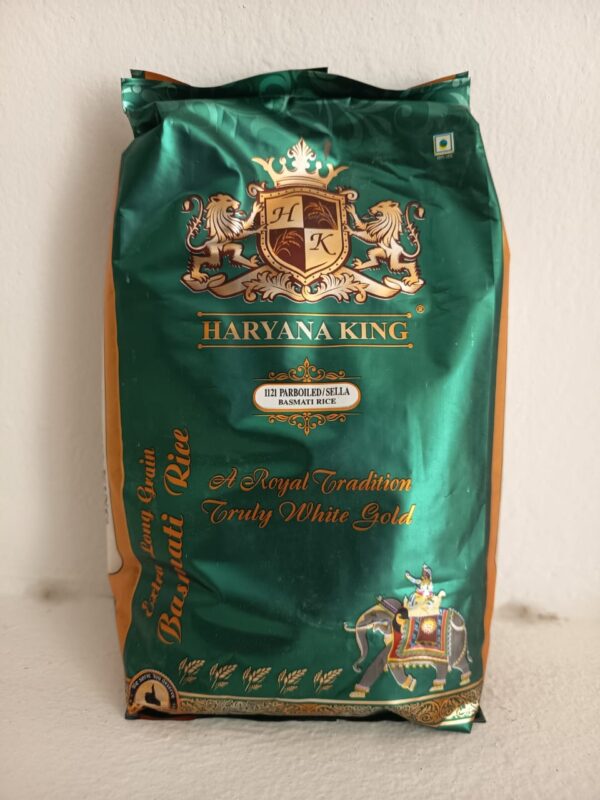 H
K
HARYANA KING
®
1121 PARBOILED/SELLA
BASMATI RICE
A Royal Tradition
Truly White Gold
Extra Long Grain
Basmati Rice